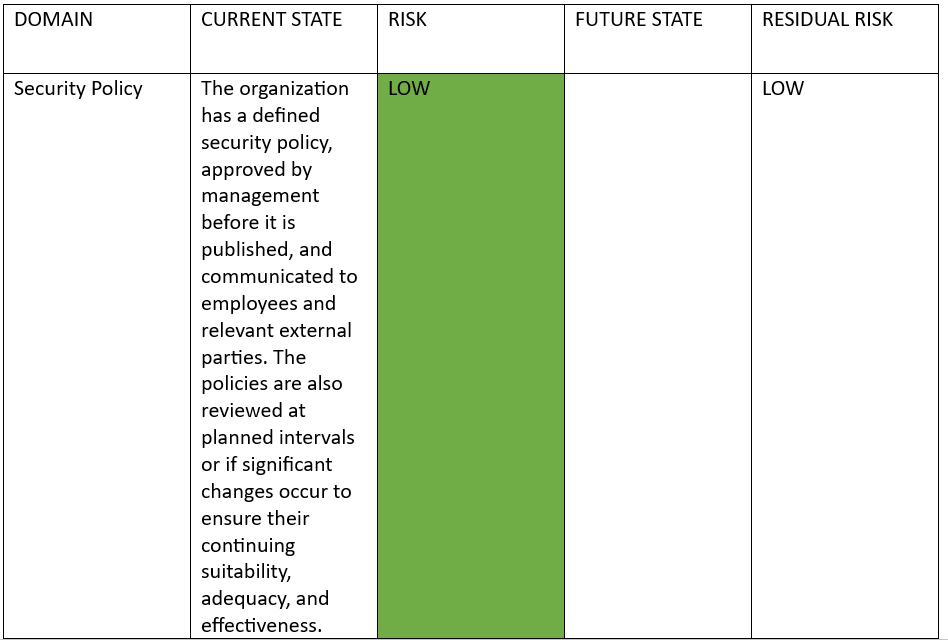 DOMAIN CURRENT STATE RISK FUTURE STATE RESIDUAL RISK
Security Policy The organization LOW LOW
has a defined
security policy,
approved by
management
before it is
published, and
communicated to
employees and
relevant external
parties. The
policies are also
reviewed at
planned intervals
or if significant
changes occur to
ensure their
continuing
suitability,
adequacy, and
effectiveness.